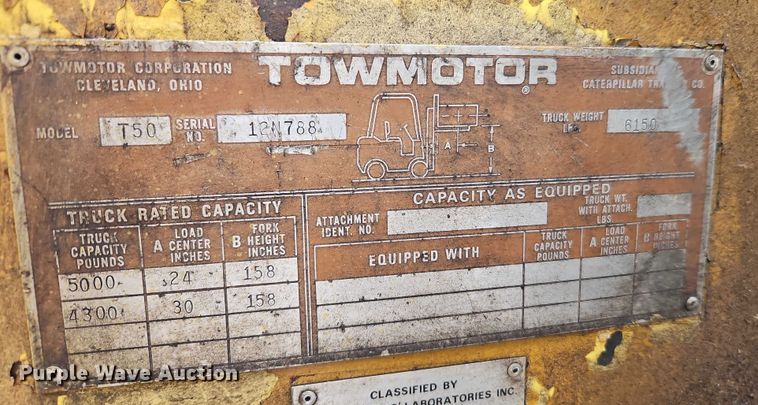 TOWMOTOR CORPORATION
CLEVELAND, OHIO
TOWMOTOR®
SUBSIDIARY
CATERPILLAR TRACTOR CO.
MODEL T50 SERIAL NO. 12N788
TRUCK WEIGHT LBS. 6150
A
B
TRUCK RATED CAPACITY
TRUCK CAPACITY POUNDS
A LOAD CENTER INCHES
B FORK HEIGHT INCHES
5000 24 158
4300 30 158
CAPACITY AS EQUIPPED
ATTACHMENT IDENT. NO.
TRUCK WT. WITH ATTACH. LBS.
EQUIPPED WITH
TRUCK CAPACITY POUNDS
A LOAD CENTER INCHES
B FORK HEIGHT INCHES
CLASSIFIED BY
LABORATORIES INC.
Purple Wave Auction